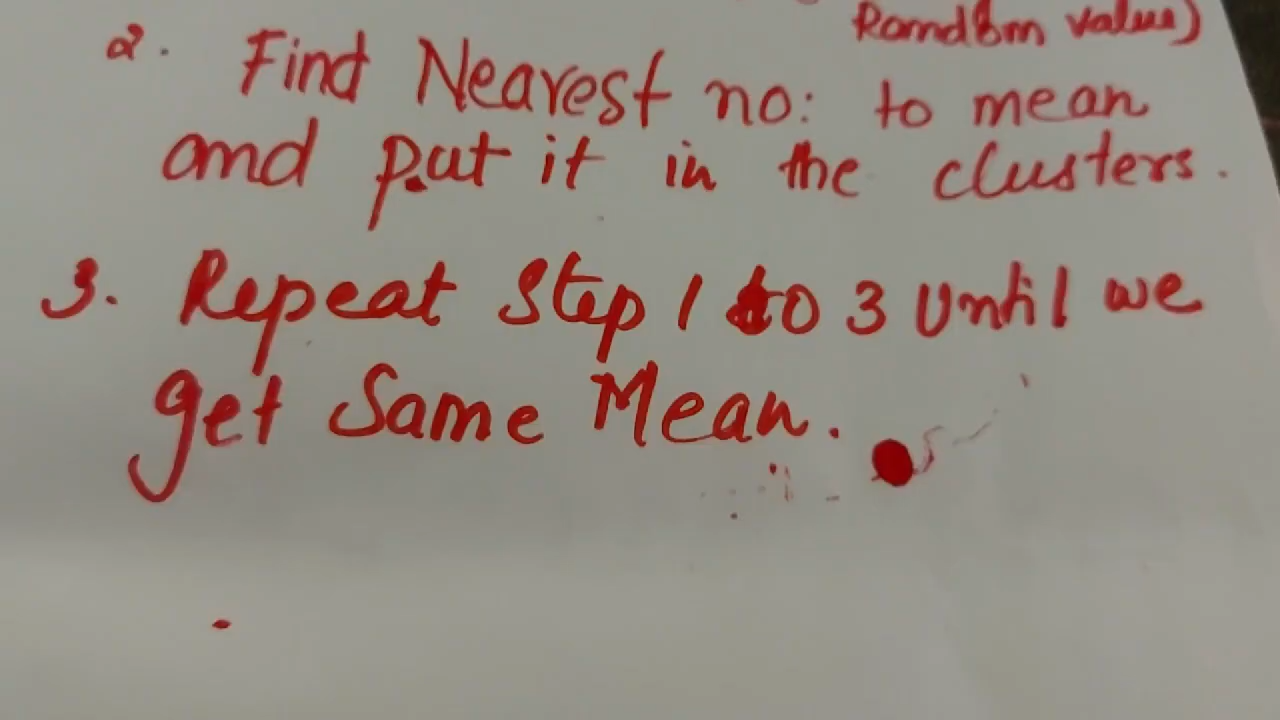 Random value)
2. Find Nearest no: to mean
and put it in the clusters.
3. Repeat Step 1 to 3 Until we
get Same Mean.